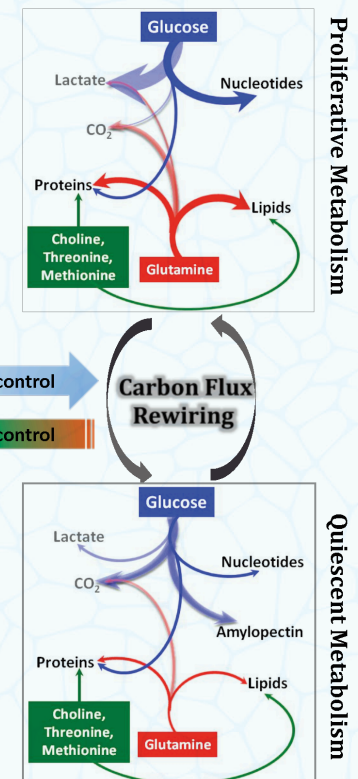 Glucose
Lactate
Nucleotides
CO2
Proteins
Lipids
Choline,
Threonine,
Methionine
Glutamine
Proliferative Metabolism
control
control
Carbon Flux
Rewiring
Glucose
Lactate
Nucleotides
CO2
Amylopectin
Proteins
Lipids
Choline,
Threonine,
Methionine
Glutamine
Quiescent Metabolism